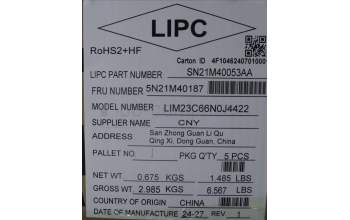 LIPC
RoHS2+HF
Carton ID 4F1046240701000
LIPC PART NUMBER SN21M40053AA
FRU NUMBER 5N21M40187
MODEL NUMBER LIM23C66N0J4422
SUPPLIER NAME CNY
ADDRESS San Zhong Guan Li Qu
Qing Xi, Dong Guan, China
PALLET NO PKG Q'TY 5 PCS
NET WT 0.675 KGS 1.485 LBS
GROSS WT 2.985 KGS 6.567 LBS
COUNTRY OF ORIGIN CHINA
DATE OF MANUFACTURE 24-27 REV 1